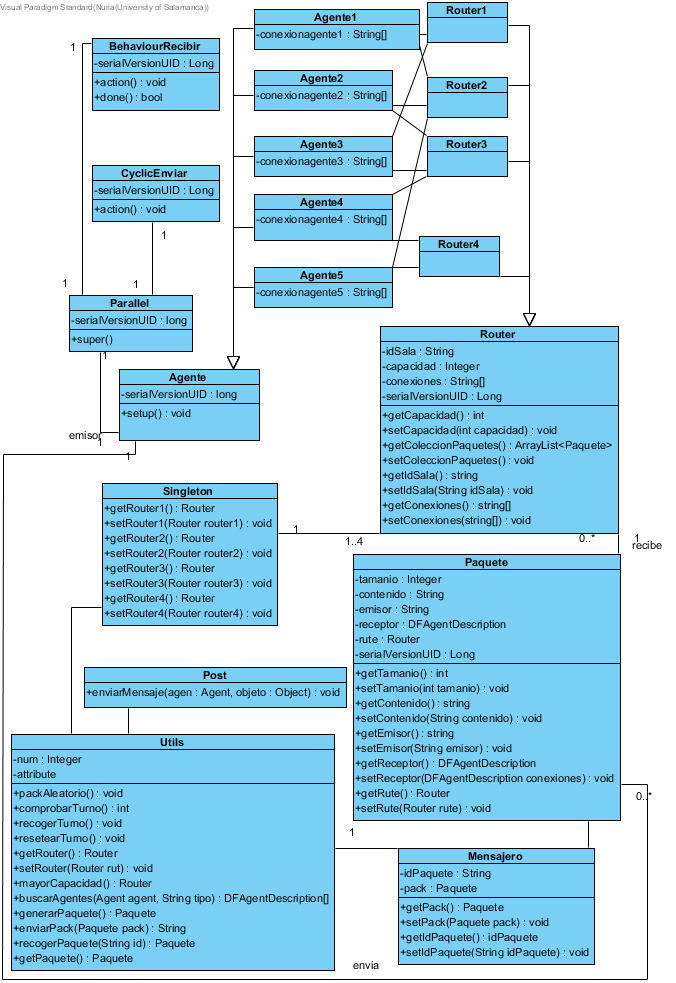 Visual Paradigm Standard(Nuria(University of Salamanca))
Agente1
-conexionagente1 : String[]
Router1
1
BehaviourRecibir
-serialVersionUID : Long
+action() : void
+done() : bool
Agente2
-conexionagente2 : String[]
Router2
Agente3
-conexionagente3 : String[]
Router3
CyclicEnviar
-serialVersionUID : Long
+action() : void
Agente4
-conexionagente4 : String[]
1
Router4
Agente5
-conexionagente5 : String[]
1
1
Parallel
-serialVersionUID : long
+super()
1
Router
-idSala : String
-capacidad : Integer
-conexiones : String[]
-serialVersionUID : Long
+getCapacidad() : int
+setCapacidad(int capacidad) : void
+getColeccionPaquetes() : ArrayList<Paquete>
+setColeccionPaquetes() : void
+getIdSala() : string
+setIdSala(String idSala) : void
+getConexiones() : string[]
+setConexiones(string[]) : void
Agente
-serialVersionUID : long
+setup() : void
emisor
1
1
Singleton
+getRouter1() : Router
+setRouter1(Router router1) : void
+getRouter2() : Router
+setRouter2(Router router2) : void
+getRouter3() : Router
+setRouter3(Router router3) : void
+getRouter4() : Router
+setRouter4(Router router4) : void
1
1..4
0..*
1
recibe
Paquete
-tamanio : Integer
-contenido : String
-emisor : String
-receptor : DFAgentDescription
-rute : Router
-serialVersionUID : Long
+getTamanio() : int
+setTamanio(int tamanio) : void
+getContenido() : string
+setContenido(String contenido) : void
+getEmisor() : string
+setEmisor(String emisor) : void
+getReceptor() : DFAgentDescription
+setReceptor(DFAgentDescription conexiones) : void
+getRute() : Router
+setRute(Router rute) : void
0..*
Post
+enviarMensaje(agen : Agent, objeto : Object) : void
Utils
-num : Integer
-attribute
+packAleatorio() : void
+comprobarTurno() : int
+recogerTurno() : void
+resetearTurno() : void
+getRouter() : Router
+setRouter(Router rut) : void
+mayorCapacidad() : Router
+buscarAgentes(Agent agent, String tipo) : DFAgentDescription[]
+generarPaquete() : Paquete
+enviarPack(Paquete pack) : String
+recogerPaquete(String id) : Paquete
+getPaquete() : Paquete
1
Mensajero
-idPaquete : String
-pack : Paquete
+getPack() : Paquete
+setPack(Paquete pack) : void
+getIdPaquete() : idPaquete
+setIdPaquete(String idPaquete) : void
envia